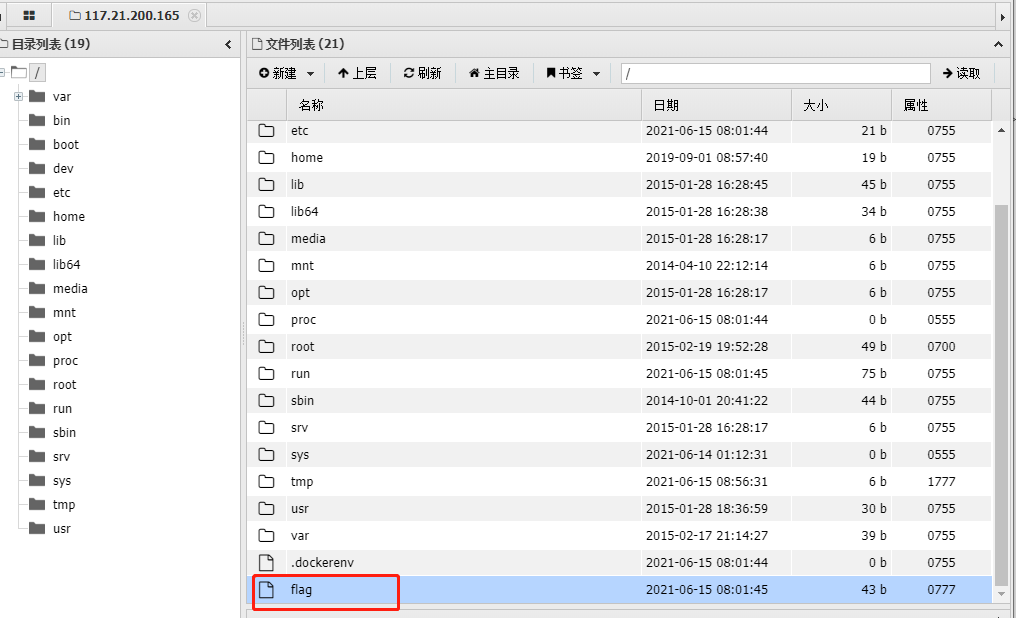 117.21.200.165
目录列表 (19)
/
var
bin
boot
dev
etc
home
lib
lib64
media
mnt
opt
proc
root
run
sbin
srv
sys
tmp
usr
文件列表 (21)
新建 上层 刷新 主目录 书签 / 读取
名称 日期 大小 属性
etc 2021-06-15 08:01:44 21 b 0755
home 2019-09-01 08:57:40 19 b 0755
lib 2015-01-28 16:28:45 45 b 0755
lib64 2015-01-28 16:28:38 34 b 0755
media 2015-01-28 16:28:17 6 b 0755
mnt 2014-04-10 22:12:14 6 b 0755
opt 2015-01-28 16:28:17 6 b 0755
proc 2021-06-15 08:01:44 0 b 0555
root 2015-02-19 19:52:28 49 b 0700
run 2021-06-15 08:01:45 75 b 0755
sbin 2014-10-01 20:41:22 44 b 0755
srv 2015-01-28 16:28:17 6 b 0755
sys 2021-06-14 01:12:31 0 b 0555
tmp 2021-06-15 08:56:31 6 b 1777
usr 2015-01-28 18:36:59 30 b 0755
var 2015-02-17 21:14:27 39 b 0755
.dockerenv 2021-06-15 08:01:44 0 b 0755
flag 2021-06-15 08:01:45 43 b 0777